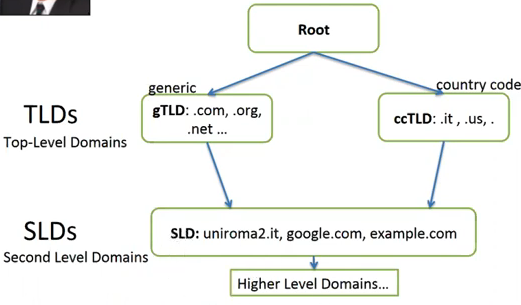 Root
generic
country code
TLDs
Top-Level Domains
gTLD: .com, .org,
.net ...
ccTLD: .it , .us, .
SLDs
Second Level Domains
SLD: uniroma2.it, google.com, example.com
Higher Level Domains...